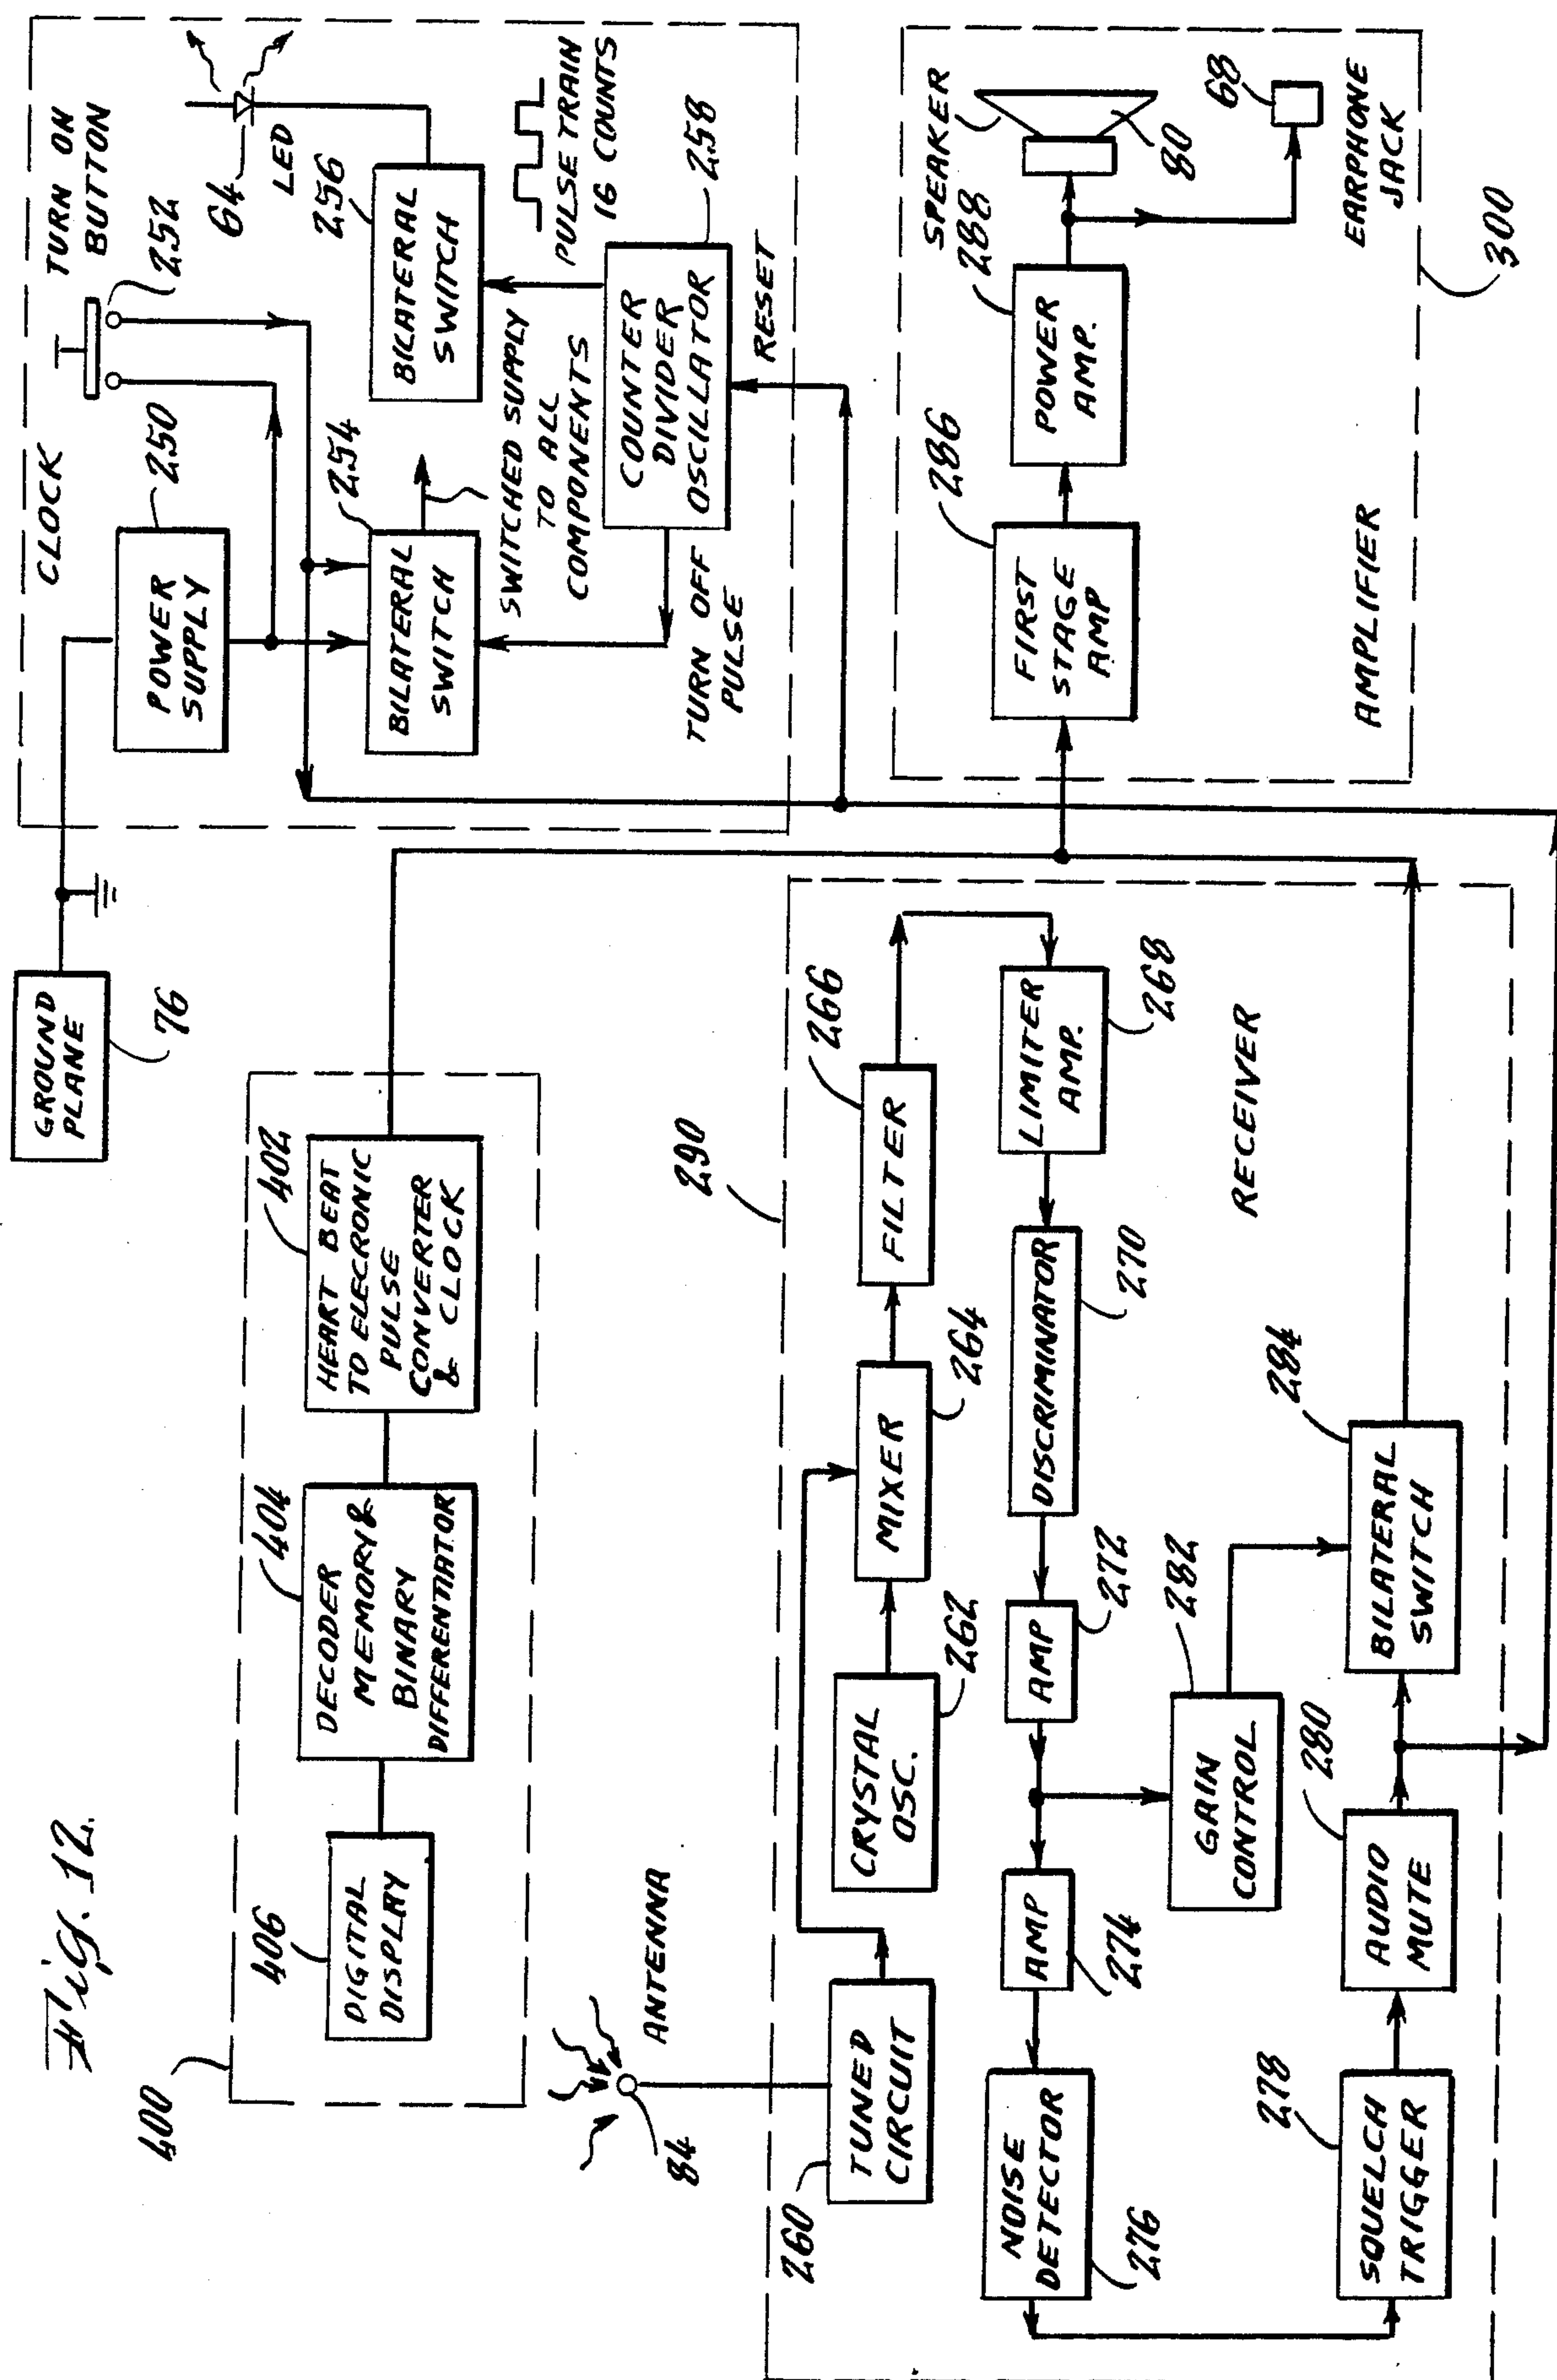 Fig. 12.
400
406
DIGITAL
DISPLAY
404
DECODER
MEMORY &
BINARY
DIFFERENTIATOR
402
HEART BEAT
TO ELECRONIC
PULSE
CONVERTER
& CLOCK
GROUND
PLANE
76
CLOCK
POWER
SUPPLY
250
TURN ON
BUTTON
252
64
LED
BILATERAL
SWITCH
254
BILATERAL
SWITCH
256
SWITCHED SUPPLY
TO ALL
COMPONENTS
PULSE TRAIN
16 COUNTS
COUNTER
DIVIDER
OSCILLATOR
258
TURN OFF
PULSE
RESET
ANTENNA
84
290
260
TUNED
CIRCUIT
CRYSTAL
OSC.
262
MIXER
264
FILTER
266
LIMITER
AMP.
268
DISCRIMINATOR
270
AMP
272
AMP
274
NOISE
DETECTOR
276
278
SQUELCH
TRIGGER
280
AUDIO
MUTE
282
GAIN
CONTROL
284
BILATERAL
SWITCH
RECEIVER
286
FIRST
STAGE
AMP
288
POWER
AMP.
SPEAKER
80
68
EARPHONE
JACK
AMPLIFIER
300